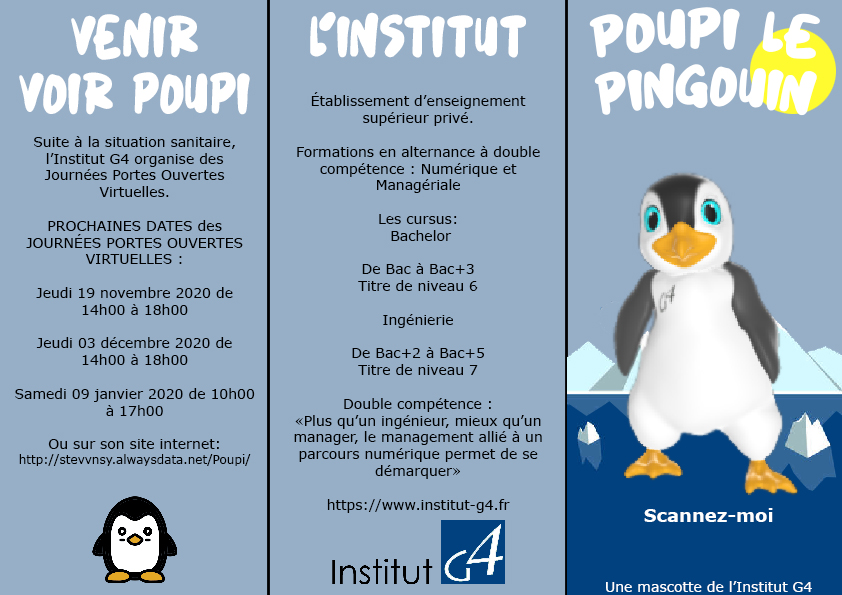 VENIR
VOIR POUPI
Suite à la situation sanitaire,
l’Institut G4 organise des
Journées Portes Ouvertes
Virtuelles.
PROCHAINES DATES des
JOURNÉES PORTES OUVERTES
VIRTUELLES :
Jeudi 19 novembre 2020 de
14h00 à 18h00
Jeudi 03 décembre 2020 de
14h00 à 18h00
Samedi 09 janvier 2020 de 10h00
à 17h00
Ou sur son site internet:
http://stevvnsy.alwaysdata.net/Poupi/
L'INSTITUT
Établissement d’enseignement
supérieur privé.
Formations en alternance à double
compétence : Numérique et
Managériale
Les cursus:
Bachelor
De Bac à Bac+3
Titre de niveau 6
Ingénierie
De Bac+2 à Bac+5
Titre de niveau 7
Double compétence :
«Plus qu’un ingénieur, mieux qu’un
manager, le management allié à un
parcours numérique permet de se
démarquer»
https://www.institut-g4.fr
Institut G4
POUPI LE
PINGOUIN
G4
Scannez-moi
Une mascotte de l’Institut G4